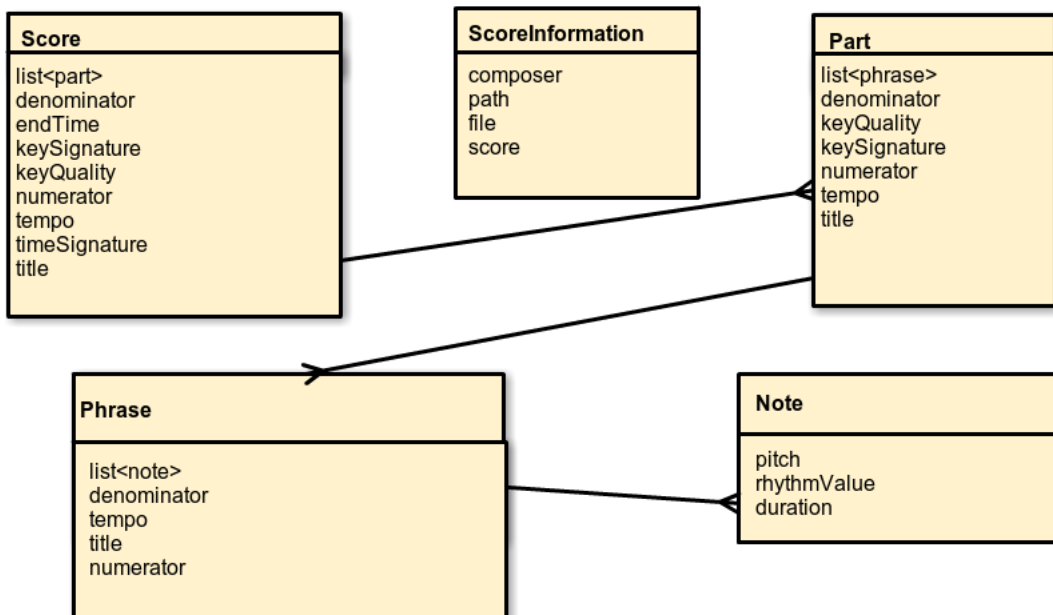 Score
list<part>
denominator
endTime
keySignature
keyQuality
numerator
tempo
timeSignature
title
ScoreInformation
composer
path
file
score
Part
list<phrase>
denominator
keyQuality
keySignature
numerator
tempo
title
Phrase
list<note>
denominator
tempo
title
numerator
Note
pitch
rhythmValue
duration